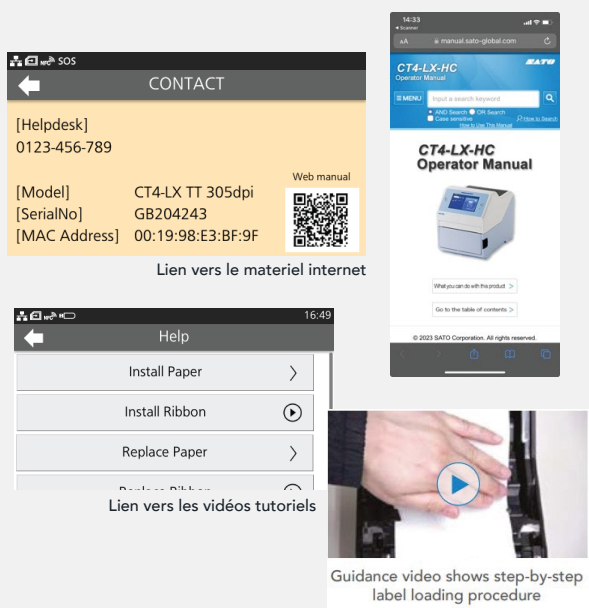 SOS
CONTACT
[Helpdesk]
0123-456-789
Web manual
[Model] CT4-LX TT 305dpi
[SerialNo] GB204243
[MAC Address] 00:19:98:E3:BF:9F
Lien vers le materiel internet
14:33
Scanner
AA manual.sato-global.com
CT4-LX-HC
SATO
Operator Manual
MENU Input a search keyword
AND Search OR Search
Case sensitive How to Search
How to Use This Manual
CT4-LX-HC
Operator Manual
What you can do with this product >
Go to the table of contents >
© 2023 SATO Corporation. All rights reserved.
16:49
Help
Install Paper
Install Ribbon
Replace Paper
Replace Ribbon
Lien vers les vidéos tutoriels
Guidance video shows step-by-step
label loading procedure